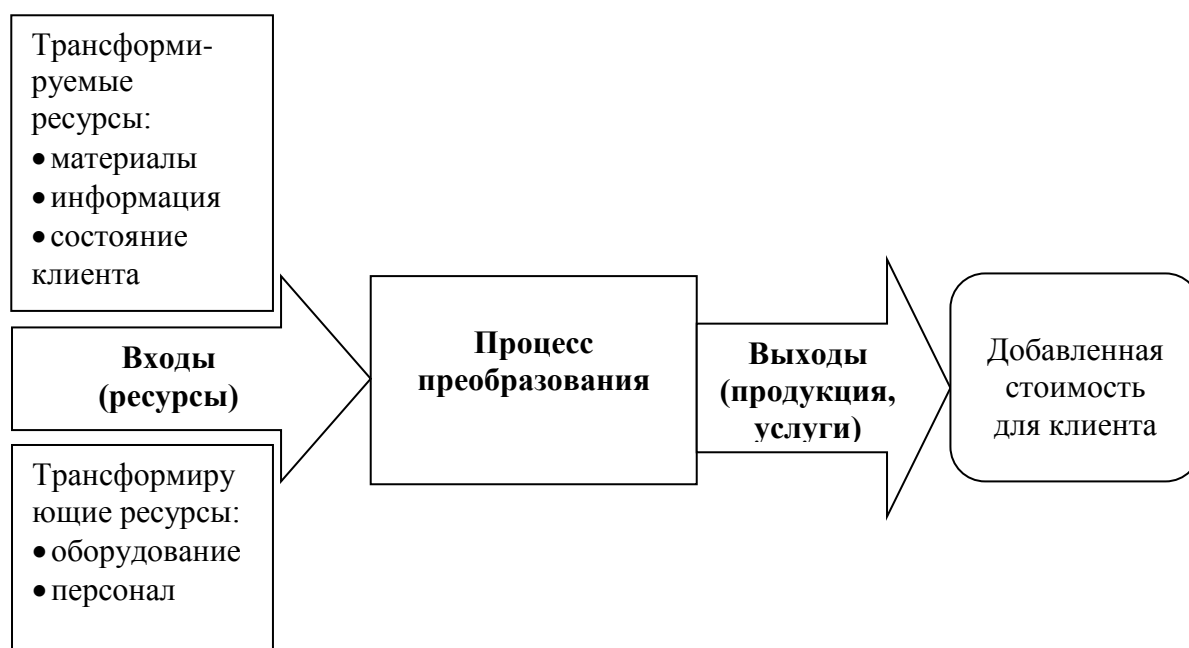 Трансформи-
руемые
ресурсы:
• материалы
• информация
• состояние
клиента
Входы
(ресурсы)
Трансформиру
ющие ресурсы:
• оборудование
• персонал
Процесс
преобразования
Выходы
(продукция,
услуги)
Добавленная
стоимость
для клиента